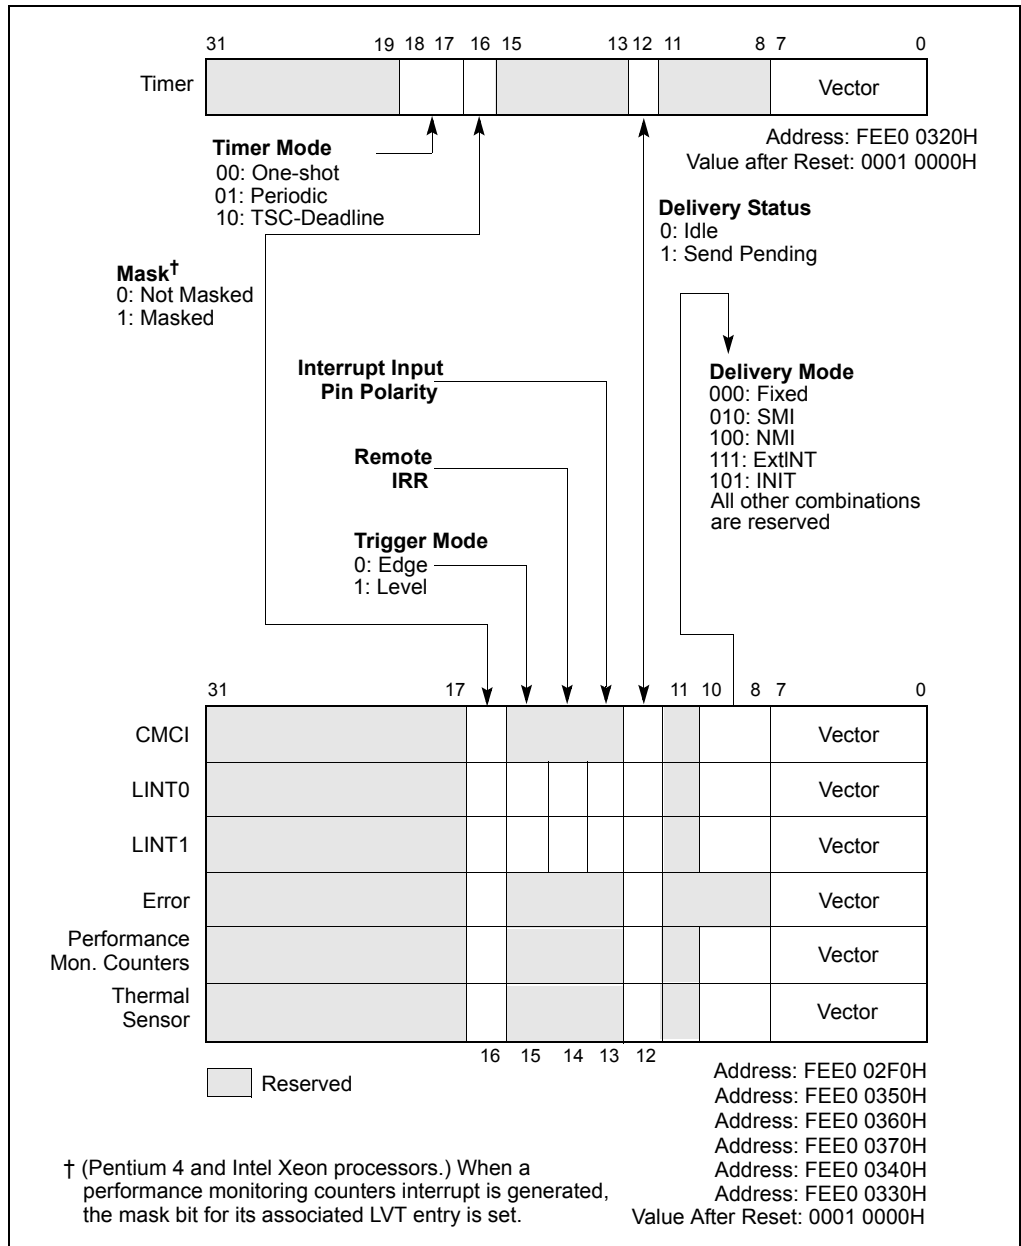 31 19 18 17 16 15 13 12 11 8 7 0
Timer
Vector
Address: FEE0 0320H
Value after Reset: 0001 0000H
Timer Mode
00: One-shot
01: Periodic
10: TSC-Deadline
Delivery Status
0: Idle
1: Send Pending
Mask†
0: Not Masked
1: Masked
Interrupt Input
Pin Polarity
Delivery Mode
000: Fixed
010: SMI
100: NMI
111: ExtlNT
101: INIT
All other combinations
are reserved
Remote
IRR
Trigger Mode
0: Edge
1: Level
31 17 11 10 8 7 0
CMCI Vector
LINT0 Vector
LINT1 Vector
Error Vector
Performance
Mon. Counters Vector
Thermal
Sensor Vector
16 15 14 13 12
Reserved
Address: FEE0 02F0H
Address: FEE0 0350H
Address: FEE0 0360H
Address: FEE0 0370H
Address: FEE0 0340H
Address: FEE0 0330H
Value After Reset: 0001 0000H
† (Pentium 4 and Intel Xeon processors.) When a
performance monitoring counters interrupt is generated,
the mask bit for its associated LVT entry is set.